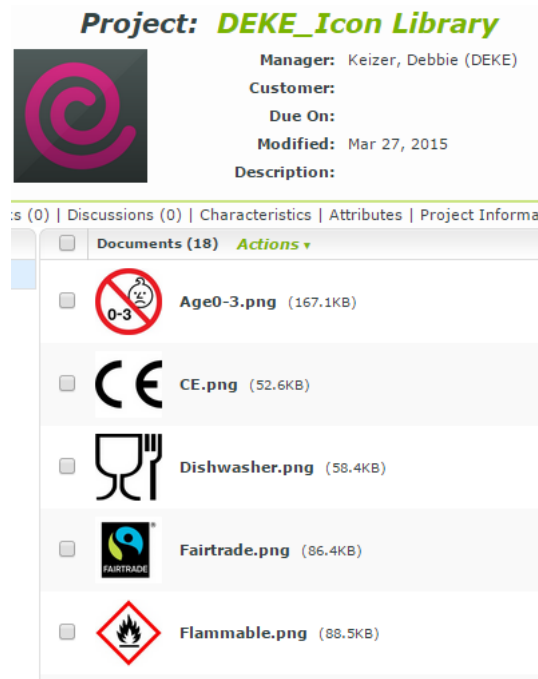 Project: DEKE_Icon Library
Manager: Keizer, Debbie (DEKE)
Customer:
Due On:
Modified: Mar 27, 2015
Description:
(0) | Discussions (0) | Characteristics | Attributes | Project Informa
Documents (18) Actions ▾
0-3
Age0-3.png (167.1KB)
CE
CE.png (52.6KB)
Dishwasher.png (58.4KB)
FAIRTRADE
Fairtrade.png (86.4KB)
Flammable.png (88.5KB)